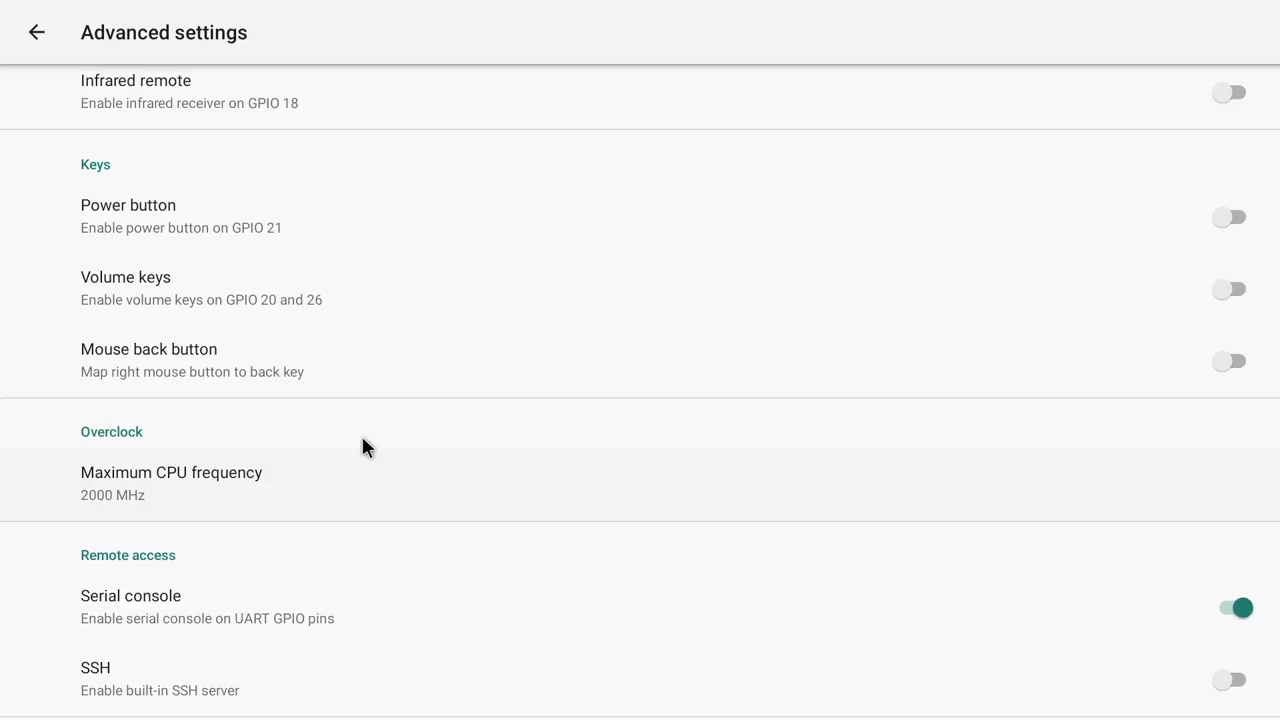 Advanced settings
Infrared remote
Enable infrared receiver on GPIO 18
Keys
Power button
Enable power button on GPIO 21
Volume keys
Enable volume keys on GPIO 20 and 26
Mouse back button
Map right mouse button to back key
Overclock
Maximum CPU frequency
2000 MHz
Remote access
Serial console
Enable serial console on UART GPIO pins
SSH
Enable built-in SSH server